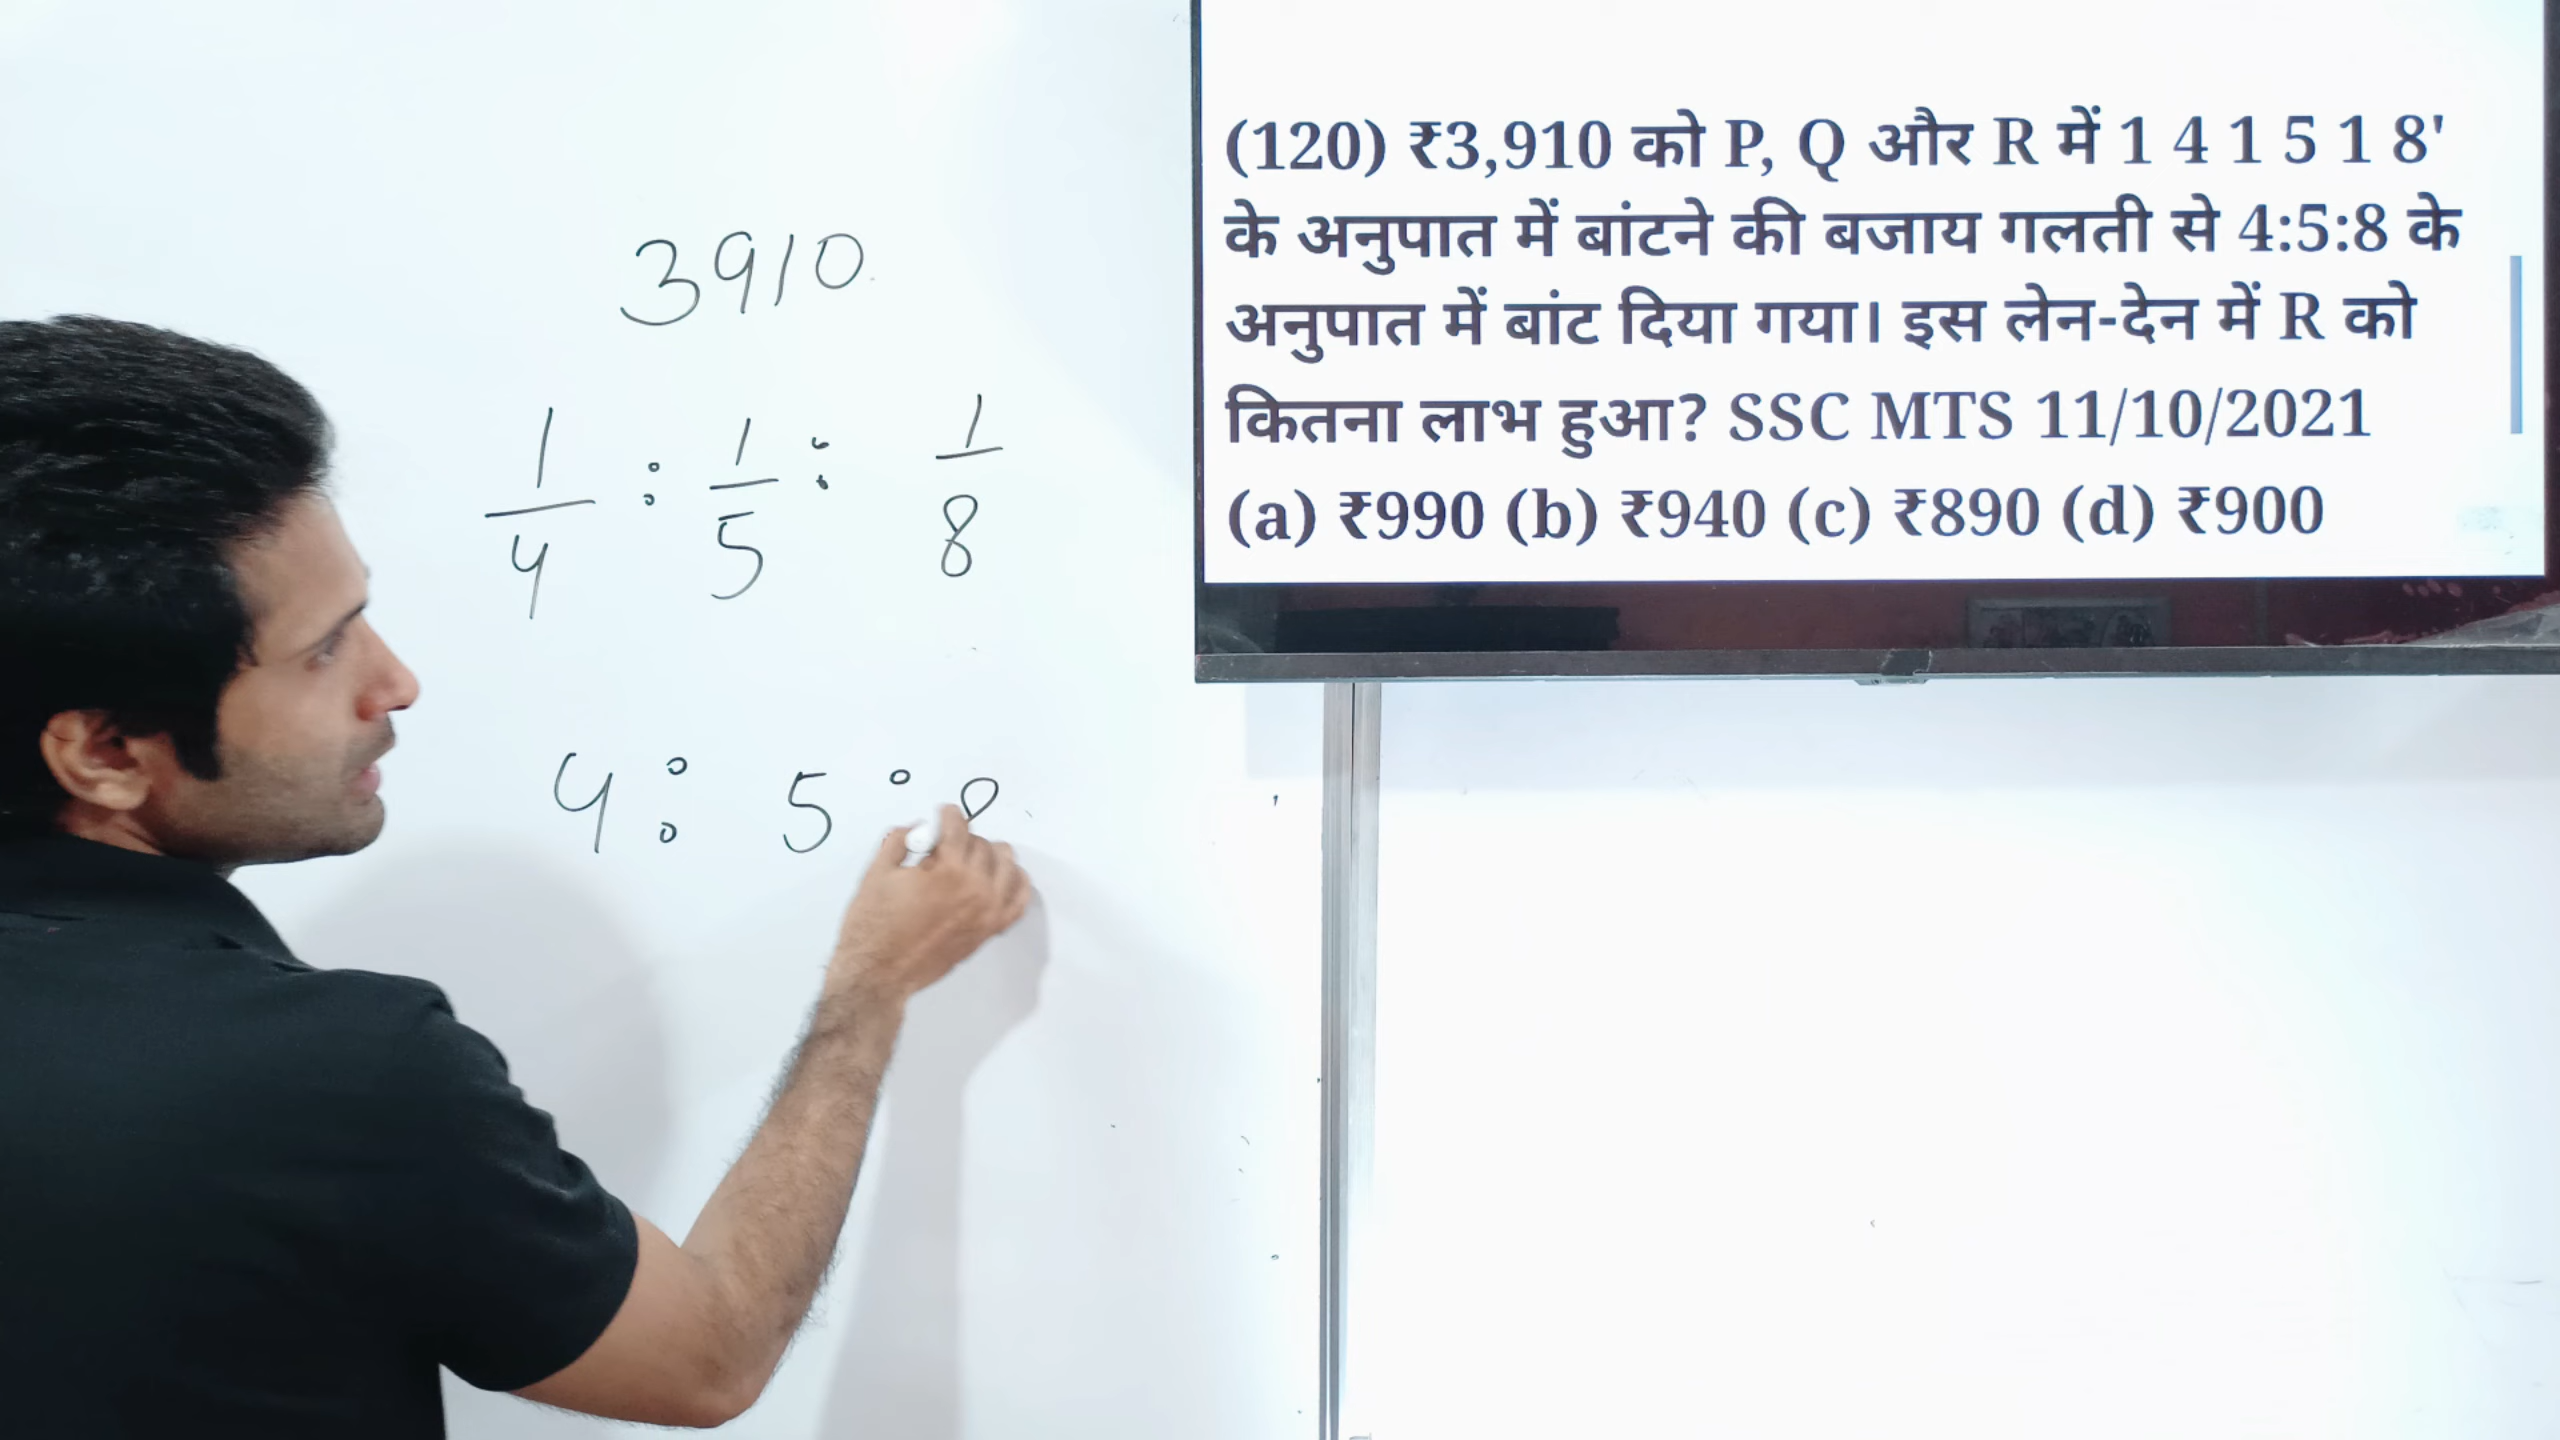 3910
1/4 : 1/5 : 1/8
4 : 5 :
(120) ₹3,910 को P, Q और R में 1 4 1 5 1 8'
के अनुपात में बांटने की बजाय गलती से 4:5:8 के
अनुपात में बांट दिया गया। इस लेन-देन में R को
कितना लाभ हुआ? SSC MTS 11/10/2021
(a) ₹990 (b) ₹940 (c) ₹890 (d) ₹900